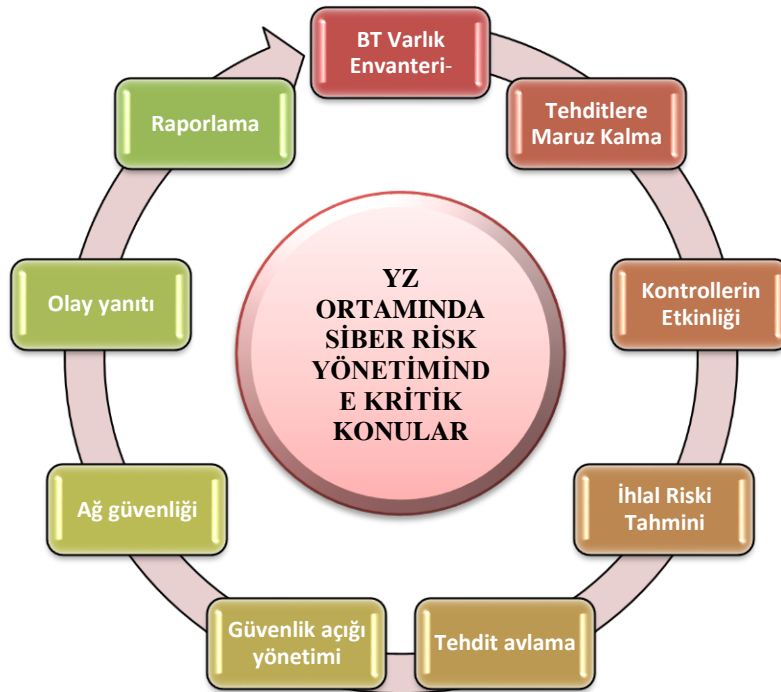 BT Varlık
Envanteri-
Tehditlere
Maruz Kalma
Kontrollerin
Etkinliği
İhlal Riski
Tahmini
Tehdit avlama
Güvenlik açığı
yönetimi
Ağ güvenliği
Olay yanıtı
Raporlama
YZ
ORTAMINDA
SİBER RİSK
YÖNETİMİND
E KRİTİK
KONULAR